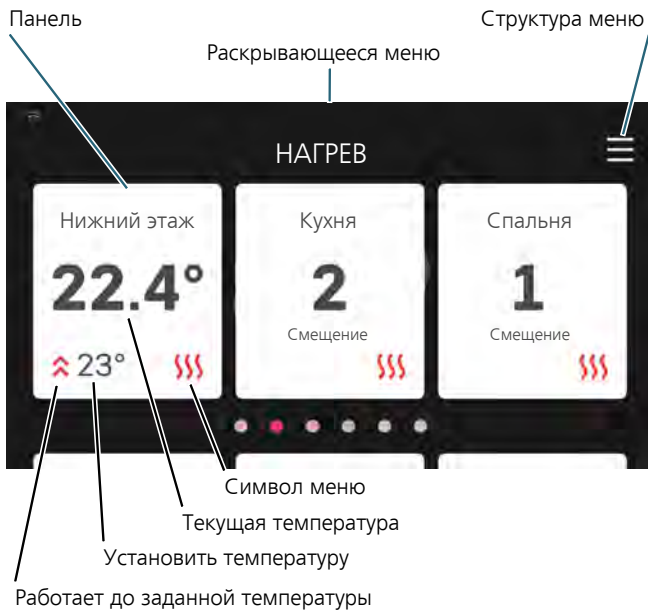 Панель
Структура меню
Раскрывающееся меню
НАГРЕВ
Нижний этаж
Кухня
Спальня
22.4°
2
1
Смещение
Смещение
23°
Символ меню
Текущая температура
Установить температуру
Работает до заданной температуры